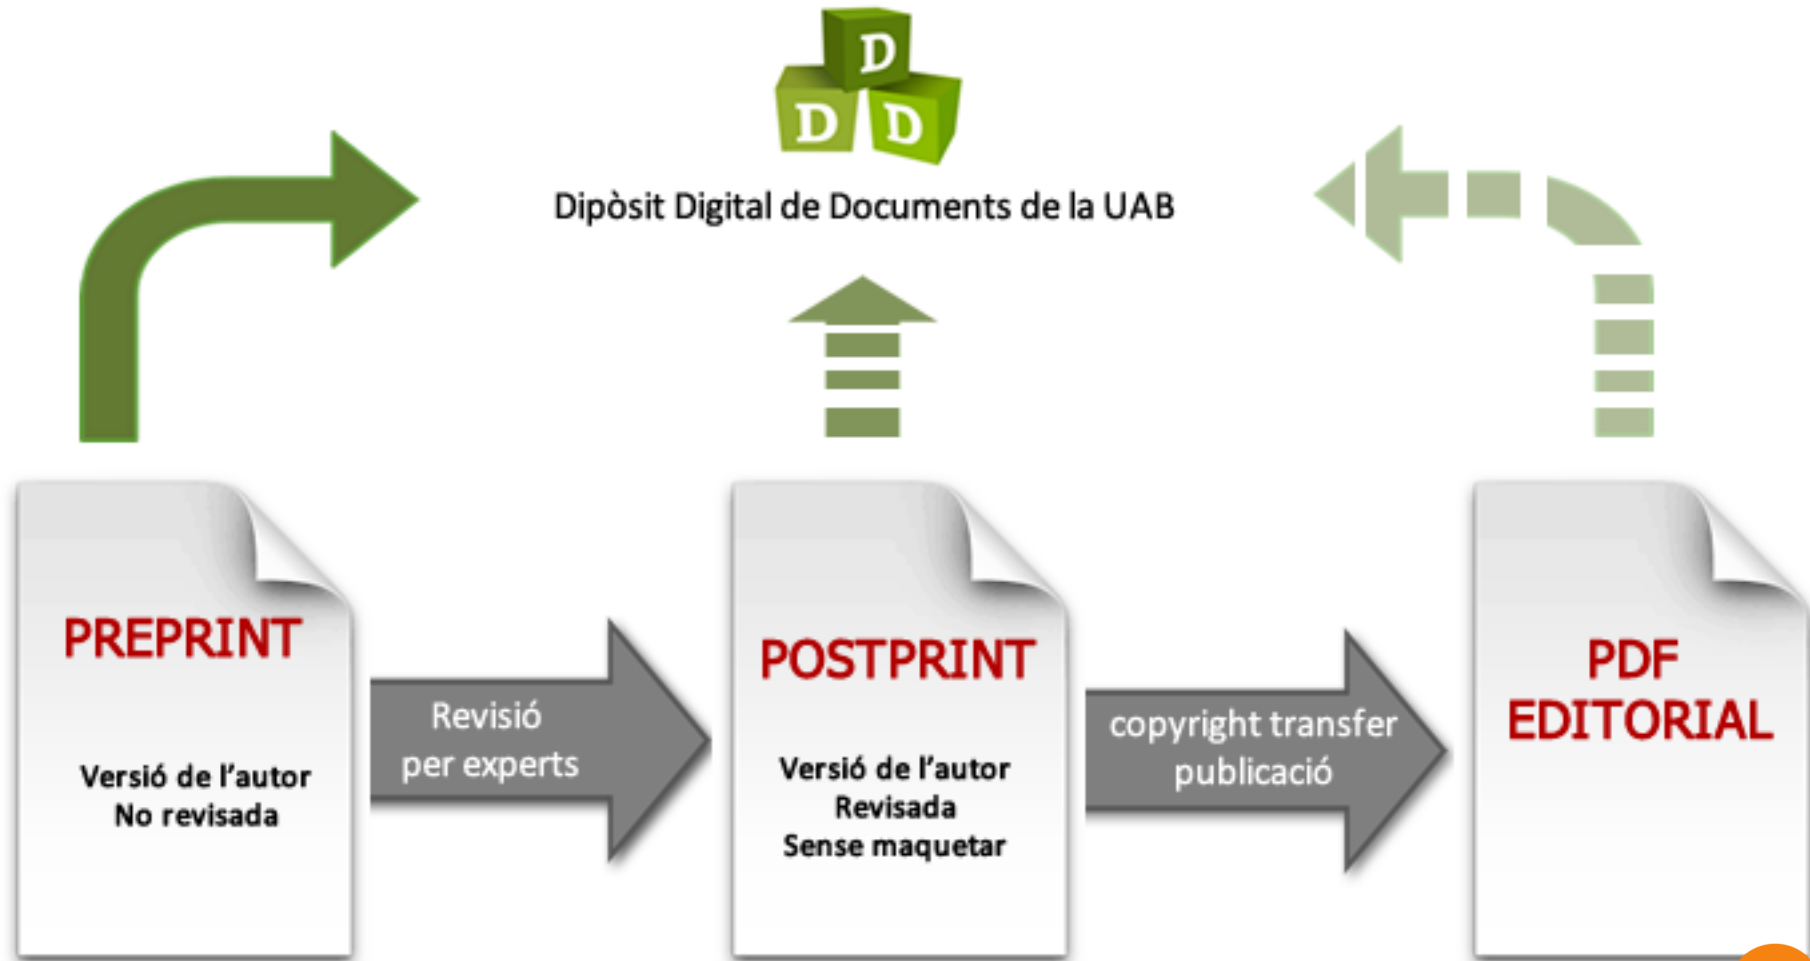 D
D D
Dipòsit Digital de Documents de la UAB
PREPRINT
Versió de l'autor
No revisada
Revisió
per experts
POSTPRINT
Versió de l'autor
Revisada
Sense maquetar
copyright transfer
publicació
PDF
EDITORIAL